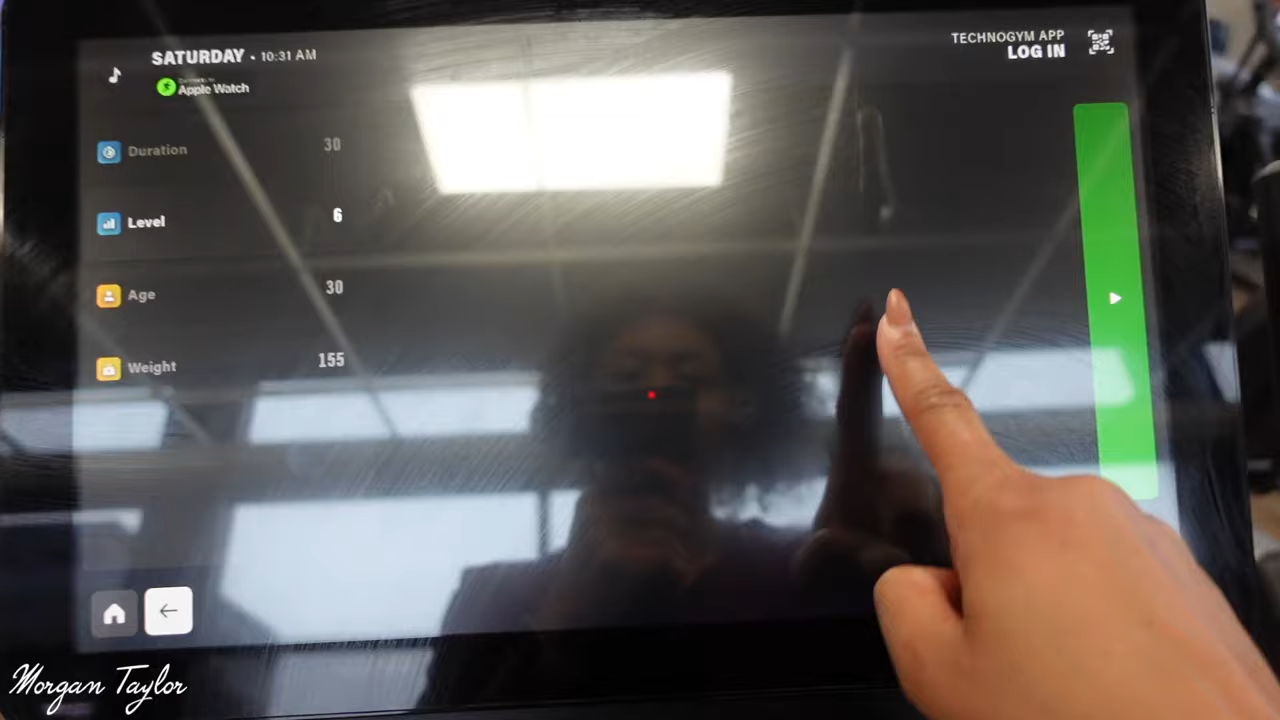 SATURDAY • 10:31 AM
Apple Watch
TECHNOGYM APP
LOG IN
Duration 30
Level 6
Age 30
Weight 155
Morgan Taylor